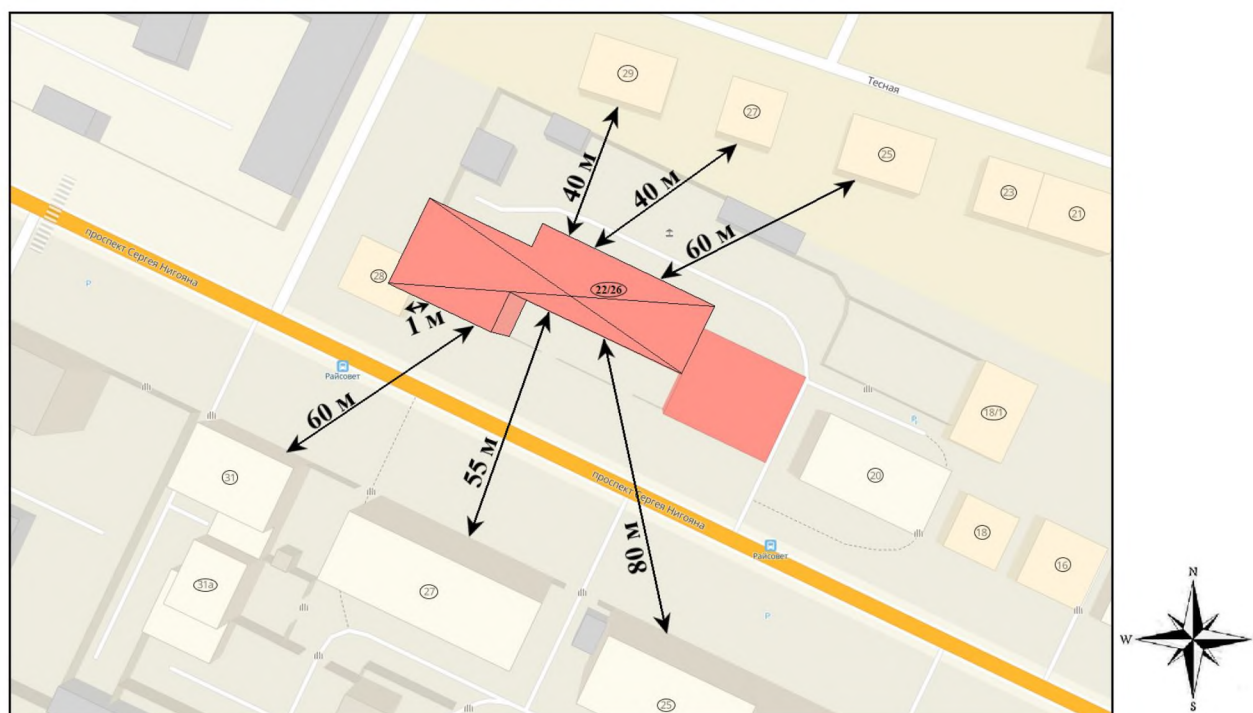 29
27
Тесная
25
23
21
40 м
40 м
60 м
проспект Сергея Нигояна
P
28
22/26
1 м
Райсовет
60 м
18/1
P
31
55 м
20
проспект Сергея Нигояна
80 м
18
Райсовет
16
31а
27
P
25
N
W
S